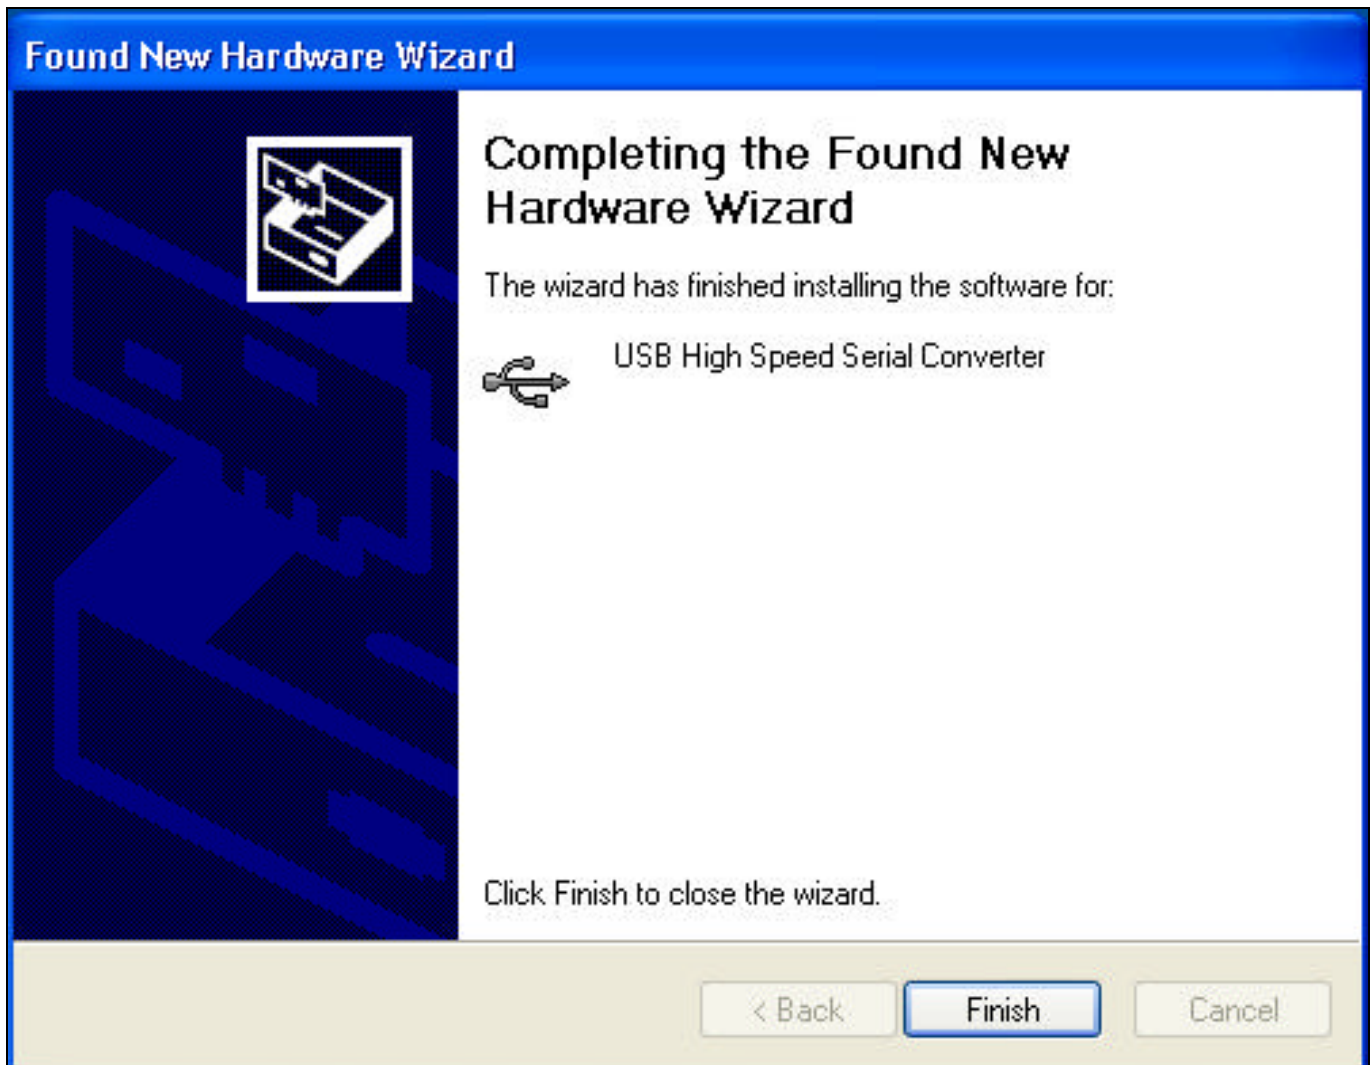 Found New Hardware Wizard
Completing the Found New
Hardware Wizard
The wizard has finished installing the software for:
USB High Speed Serial Converter
Click Finish to close the wizard.
< Back
Finish
Cancel